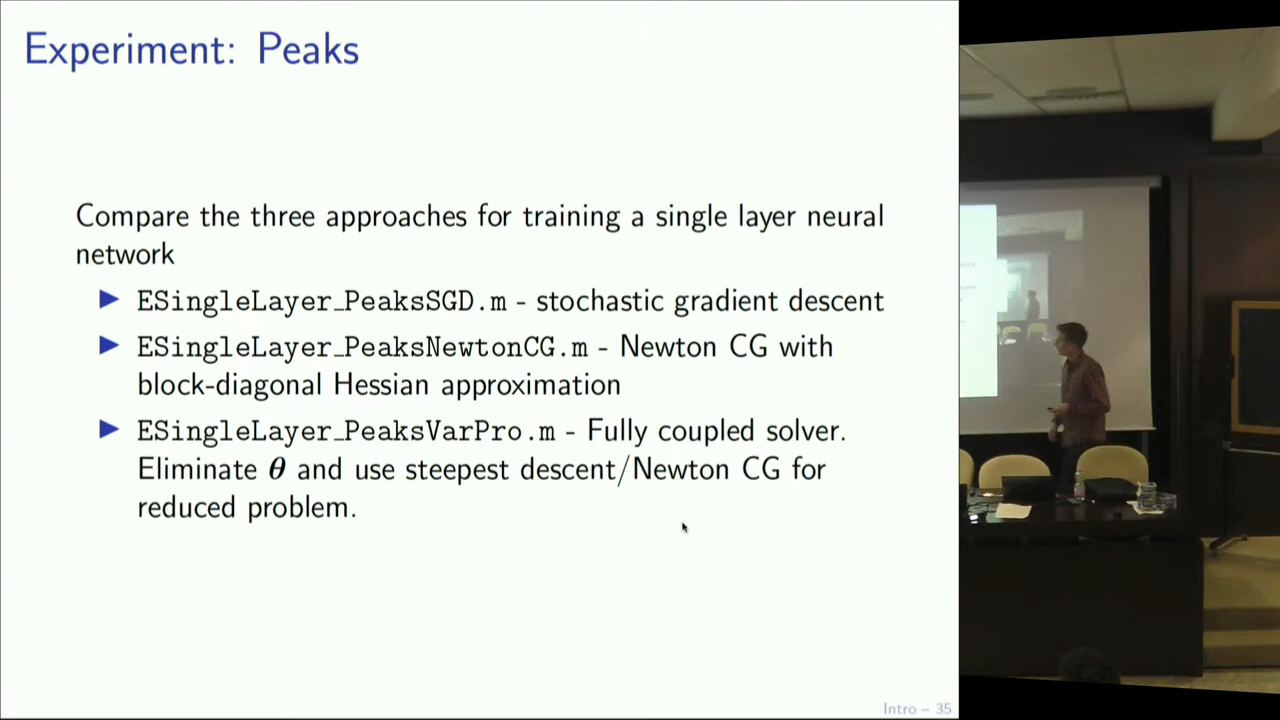 Experiment: Peaks
Compare the three approaches for training a single layer neural
network
▶ ESingleLayer_PeaksSGD.m - stochastic gradient descent
▶ ESingleLayer_PeaksNewtonCG.m - Newton CG with
block-diagonal Hessian approximation
▶ ESingleLayer_PeaksVarPro.m - Fully coupled solver.
Eliminate θ and use steepest descent/Newton CG for
reduced problem.
Intro – 35